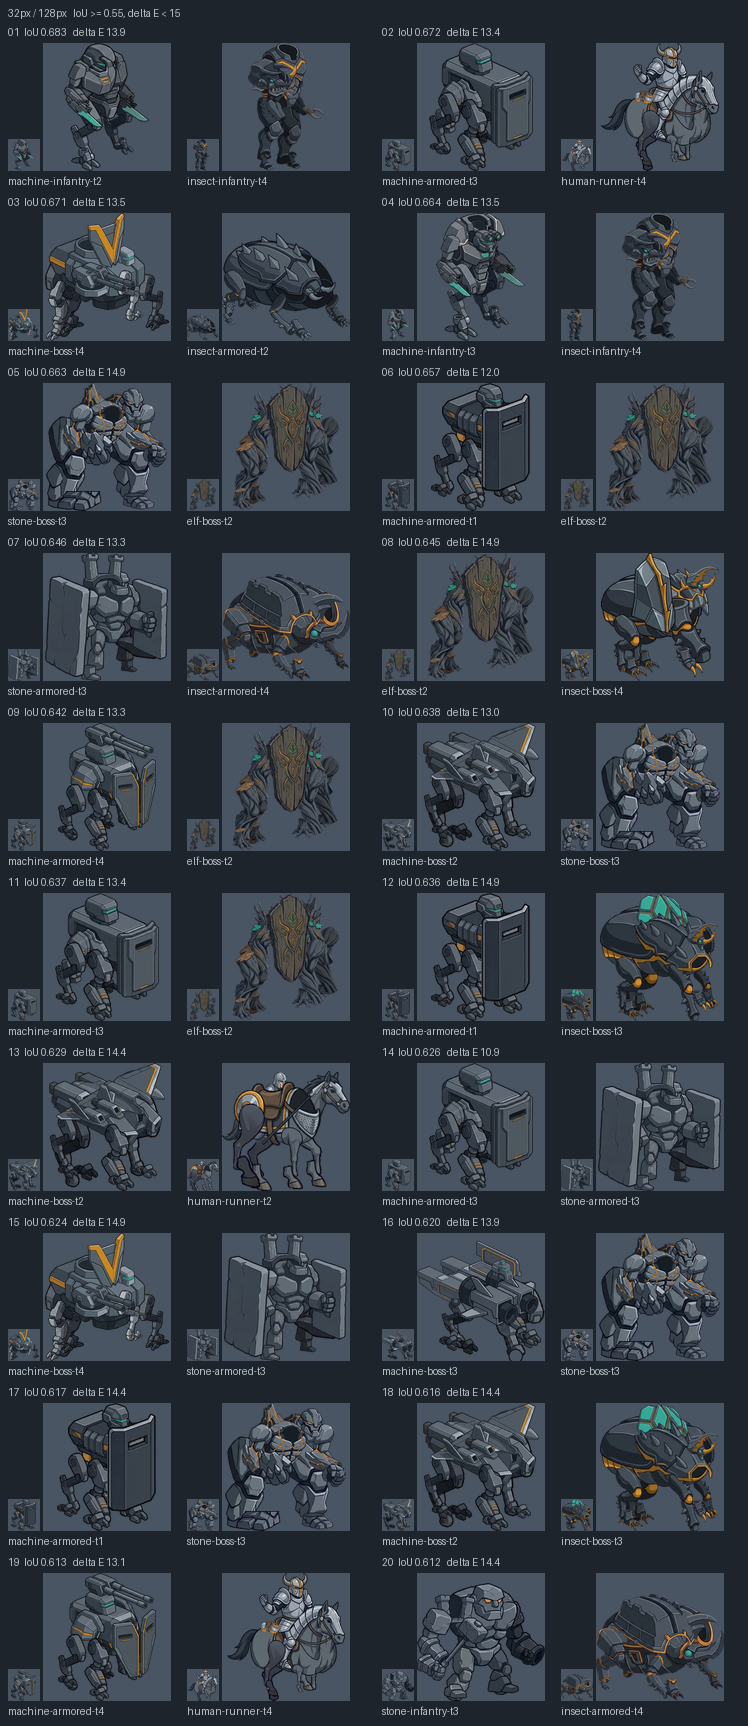 32px / 128px   IoU >= 0.55, delta E < 15
01 IoU 0.683  delta E 13.9
02 IoU 0.672  delta E 13.4
machine-infantry-t2
insect-infantry-t4
machine-armored-t3
human-runner-t4
03 IoU 0.671  delta E 13.5
04 IoU 0.664  delta E 13.5
machine-boss-t4
insect-armored-t2
machine-infantry-t3
insect-infantry-t4
05 IoU 0.663  delta E 14.9
06 IoU 0.657  delta E 12.0
stone-boss-t3
elf-boss-t2
machine-armored-t1
elf-boss-t2
07 IoU 0.646  delta E 13.3
08 IoU 0.645  delta E 14.9
stone-armored-t3
insect-armored-t4
elf-boss-t2
insect-boss-t4
09 IoU 0.642  delta E 13.3
10 IoU 0.638  delta E 13.0
machine-armored-t4
elf-boss-t2
machine-boss-t2
stone-boss-t3
11 IoU 0.637  delta E 13.4
12 IoU 0.636  delta E 14.9
machine-armored-t3
elf-boss-t2
machine-armored-t1
insect-boss-t3
13 IoU 0.629  delta E 14.4
14 IoU 0.626  delta E 10.9
machine-boss-t2
human-runner-t2
machine-armored-t3
stone-armored-t3
15 IoU 0.624  delta E 14.9
16 IoU 0.620  delta E 13.9
machine-boss-t4
stone-armored-t3
machine-boss-t3
stone-boss-t3
17 IoU 0.617  delta E 14.4
18 IoU 0.616  delta E 14.4
machine-armored-t1
stone-boss-t3
machine-boss-t2
insect-boss-t3
19 IoU 0.613  delta E 13.1
20 IoU 0.612  delta E 14.4
machine-armored-t4
human-runner-t4
stone-infantry-t3
insect-armored-t4